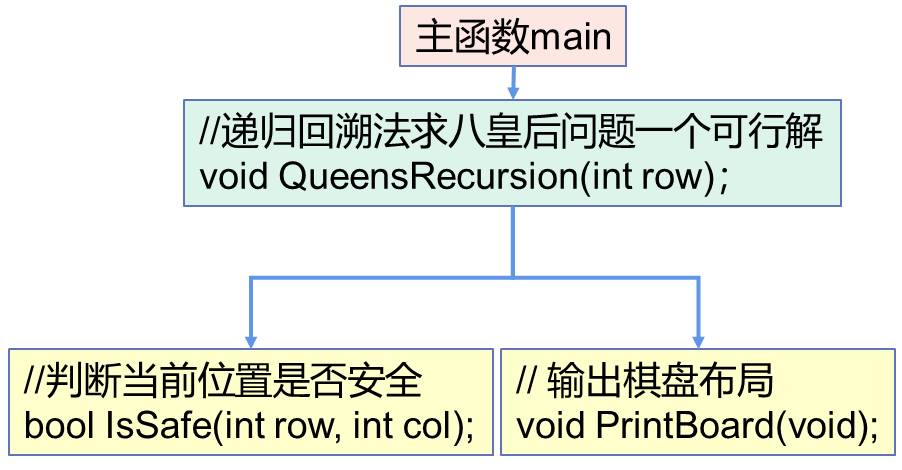 主函数main
//递归回溯法求八皇后问题一个可行解
void QueensRecursion(int row);
//判断当前位置是否安全
bool IsSafe(int row, int col);
// 输出棋盘布局
void PrintBoard(void);